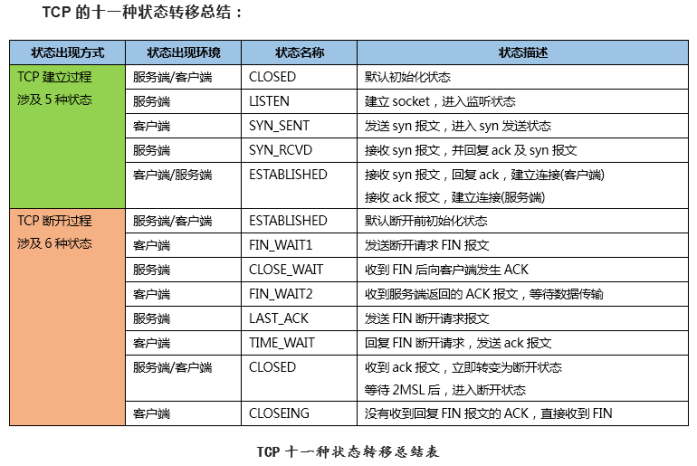 TCP 的十一种状态转移总结：
状态出现方式 状态出现环境 状态名称 状态描述
TCP 建立过程 服务端/客户端 CLOSED 默认初始化状态
涉及 5 种状态 服务端 LISTEN 建立 socket，进入监听状态
客户端 SYN_SENT 发送 syn 报文，进入 syn 发送状态
服务端 SYN_RCVD 接收 syn 报文，并回复 ack 及 syn 报文
客户端/服务端 ESTABLISHED 接收 syn 报文，回复 ack，建立连接(客户端)
接收 ack 报文，建立连接(服务端)
TCP 断开过程 服务端/客户端 ESTABLISHED 默认断开前初始化状态
涉及 6 种状态 客户端 FIN_WAIT1 发送断开请求 FIN 报文
服务端 CLOSE_WAIT 收到 FIN 后向客户端发生 ACK
客户端 FIN_WAIT2 收到服务端返回的 ACK 报文，等待数据传输
服务端 LAST_ACK 发送 FIN 断开请求报文
客户端 TIME_WAIT 回复 FIN 断开请求，发送 ack 报文
服务端/客户端 CLOSED 收到 ack 报文，立即转变为断开状态
等待 2MSL 后，进入断开状态
客户端 CLOSEING 没有收到回复 FIN 报文的 ACK，直接收到 FIN
TCP 十一种状态转移总结表